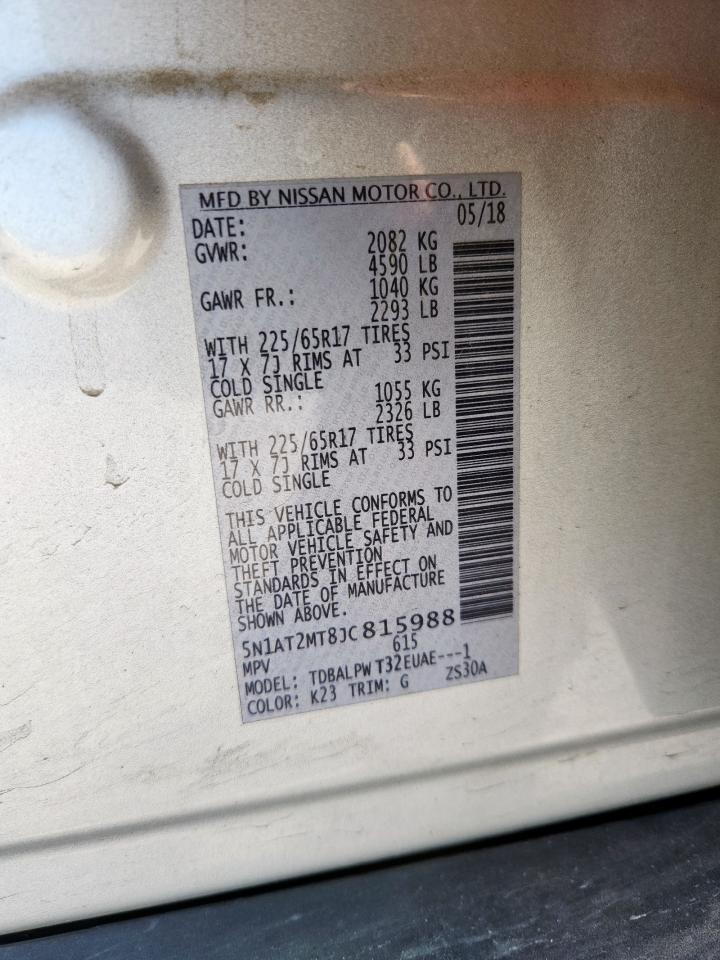 MFD BY NISSAN MOTOR CO., LTD.
DATE: 05/18
GVWR: 2082 KG
4590 LB
GAWR FR.: 1040 KG
2293 LB
WITH 225/65R17 TIRES
17 X 7J RIMS AT 33 PSI
COLD SINGLE
GAWR RR.: 1055 KG
2326 LB
WITH 225/65R17 TIRES
17 X 7J RIMS AT 33 PSI
COLD SINGLE
THIS VEHICLE CONFORMS TO
ALL APPLICABLE FEDERAL
MOTOR VEHICLE SAFETY AND
THEFT PREVENTION
STANDARDS IN EFFECT ON
THE DATE OF MANUFACTURE
SHOWN ABOVE.
5N1AT2MT8JC815988
MPV 615
MODEL: TDBALPW T32EUAE---1
COLOR: K23 TRIM: G ZS30A